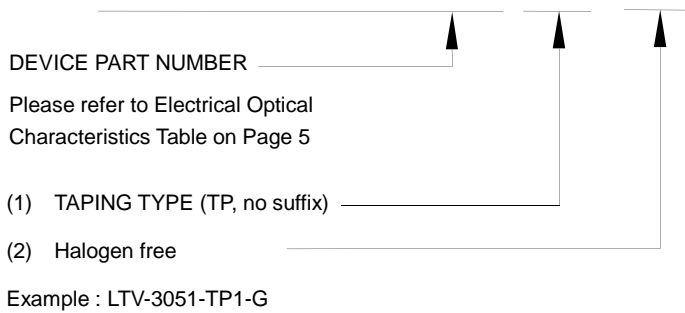 DEVICE PART NUMBER
Please refer to Electrical Optical
Characteristics Table on Page 5
(1) TAPING TYPE (TP, no suffix)
(2) Halogen free
Example : LTV-3051-TP1-G